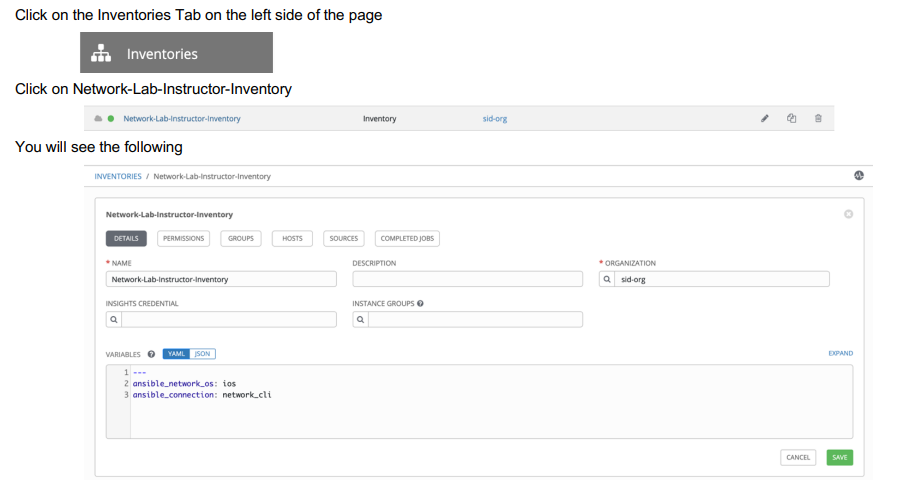 Click on the Inventories Tab on the left side of the page
Inventories
Click on Network-Lab-Instructor-Inventory
Network-Lab-Instructor-Inventory Inventory sid-org
You will see the following
INVENTORIES / Network-Lab-Instructor-Inventory
Network-Lab-Instructor-Inventory
DETAILS PERMISSIONS GROUPS HOSTS SOURCES COMPLETED JOBS
* NAME DESCRIPTION * ORGANIZATION
Network-Lab-Instructor-Inventory sid-org
INSIGHTS CREDENTIAL INSTANCE GROUPS ?
VARIABLES ? YAML JSON EXPAND
1 ---
2 ansible_network_os: ios
3 ansible_connection: network_cli
CANCEL SAVE